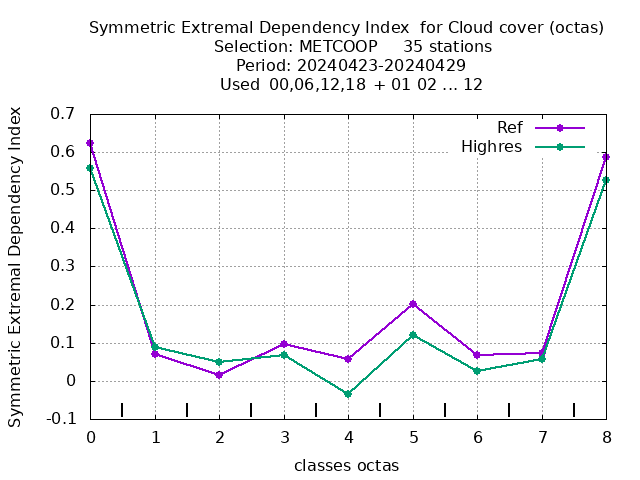 Symmetric Extremal Dependency Index  for Cloud cover (octas)
Selection: METCOOP     35 stations
Period: 20240423-20240429
Used  00,06,12,18  + 01 02 ... 12
Symmetric Extremal Dependency Index
0.7
0.6
0.5
0.4
0.3
0.2
0.1
0
-0.1
Ref
Highres
0 1 2 3 4 5 6 7 8
classes octas